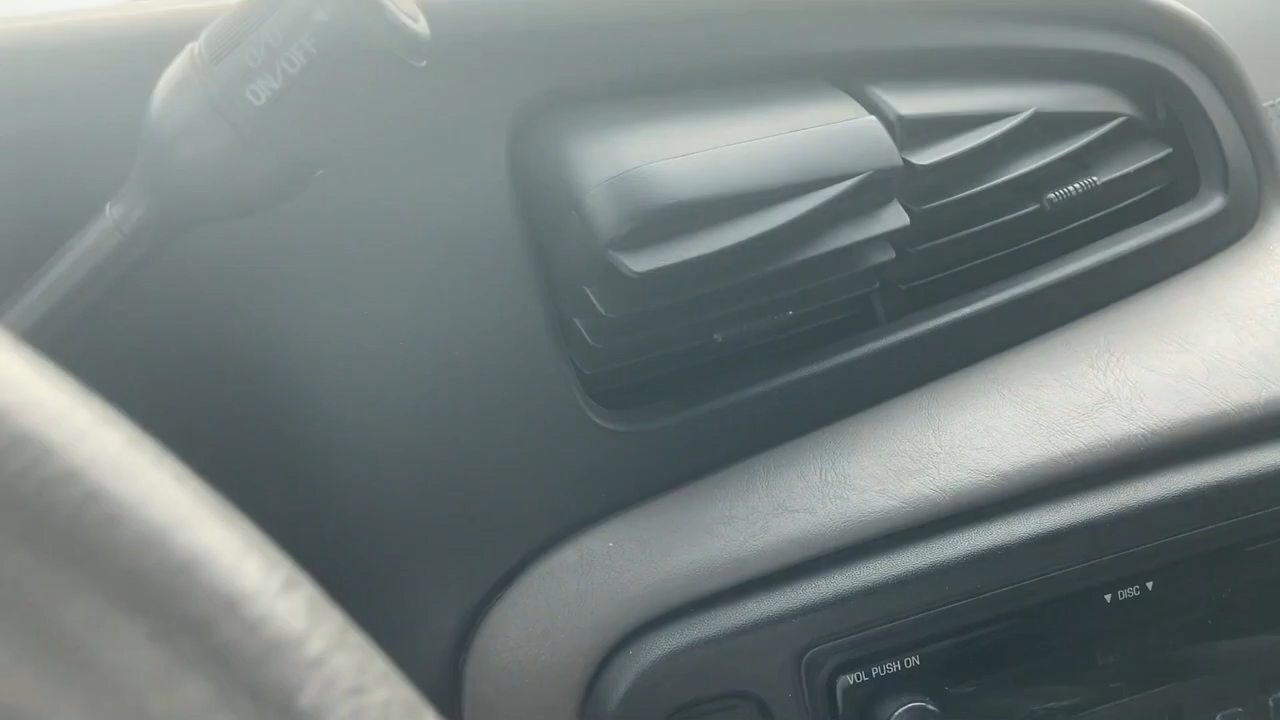 O/D
ON/OFF
▼ DISC ▼
VOL PUSH ON